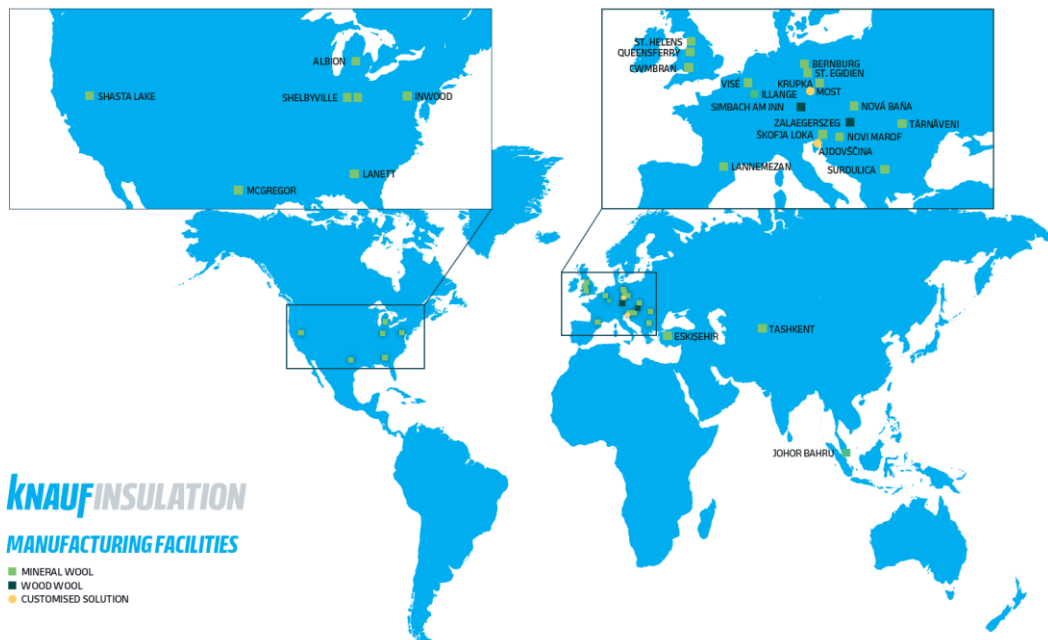 ALBION
SHASTA LAKE
SHELBYVILLE
INWOOD
LANETT
MCGREGOR
ST. HELENS
QUEENSFERRY
CWMBRAN
BERNBURG
ST. EGIDIEN
VISÉ
KRUPKA
ILLANGE
MOST
SIMBACH AM INN
NOVÁ BAŇA
ZALAEGERSZEG
TÂRNĂVENI
ŠKOFJA LOKA
NOVI MAROF
AJDOVŠČINA
LANNEMEZAN
SURDULICA
ESKIŞEHIR
TASHKENT
JOHOR BAHRU
KNAUFINSULATION
MANUFACTURING FACILITIES
MINERAL WOOL
WOOD WOOL
CUSTOMISED SOLUTION